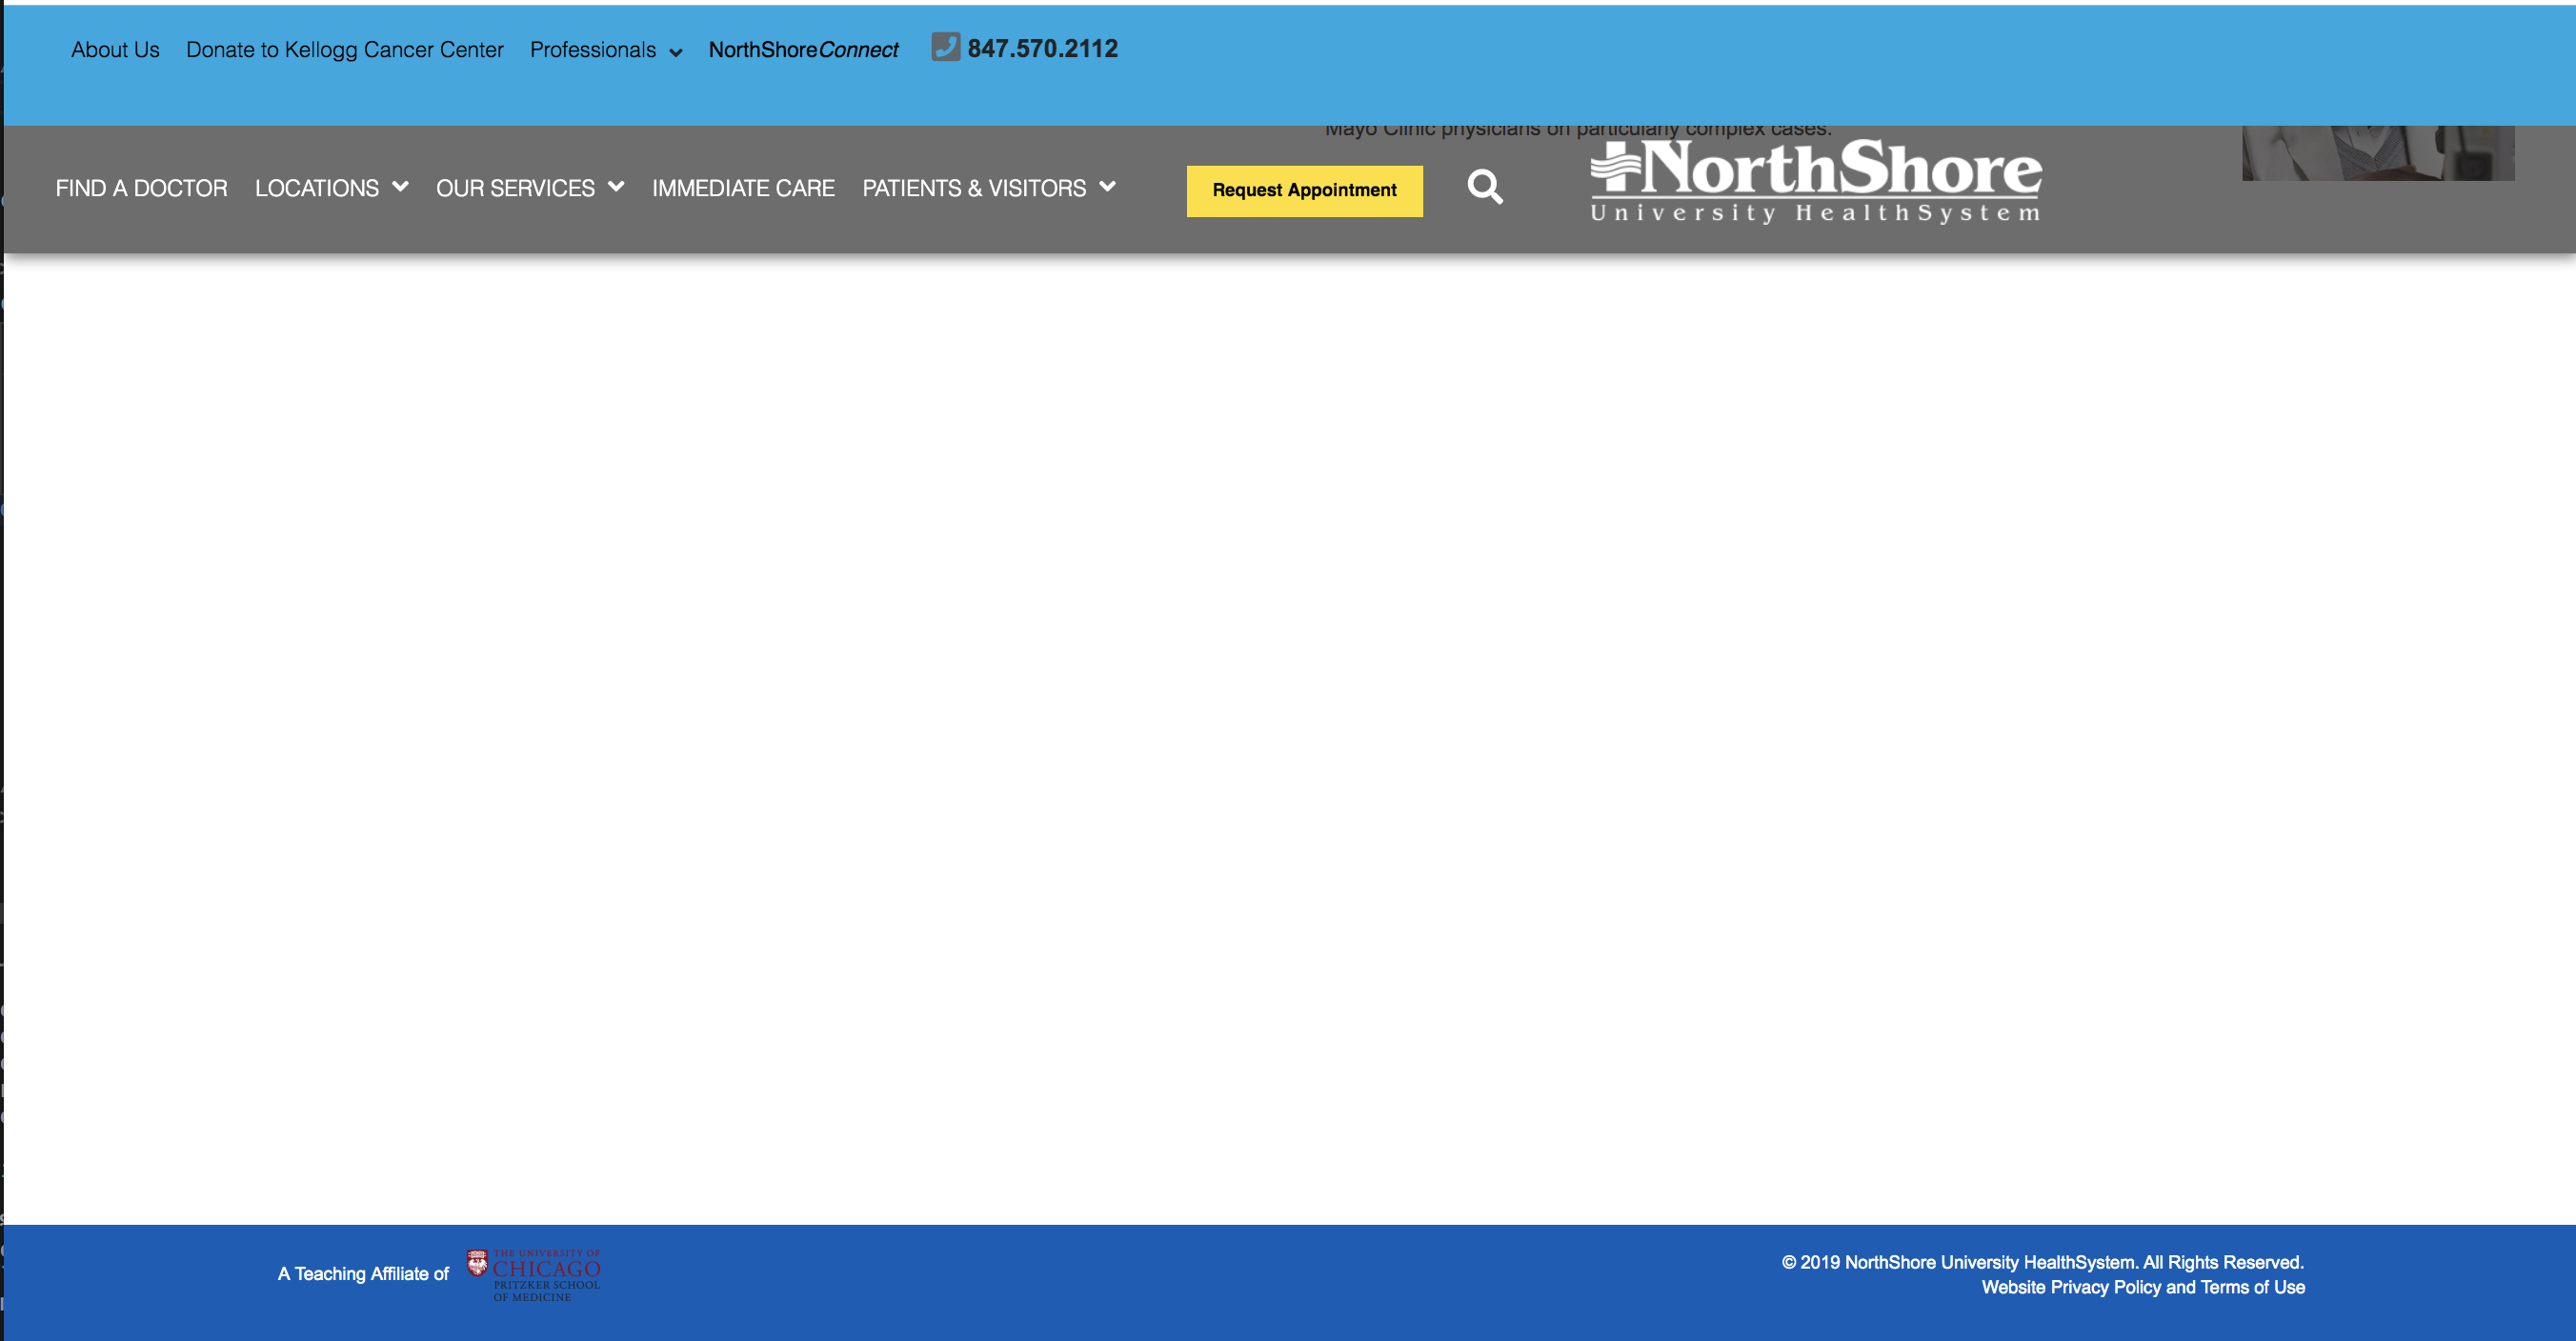 About Us Donate to Kellogg Cancer Center Professionals NorthShoreConnect 847.570.2112
Mayo Clinic physicians on particularly complex cases.
FIND A DOCTOR LOCATIONS OUR SERVICES IMMEDIATE CARE PATIENTS & VISITORS Request Appointment
NorthShore
University HealthSystem
A Teaching Affiliate of
THE UNIVERSITY OF
CHICAGO
PRITZKER SCHOOL
OF MEDICINE
© 2019 NorthShore University HealthSystem. All Rights Reserved.
Website Privacy Policy and Terms of Use